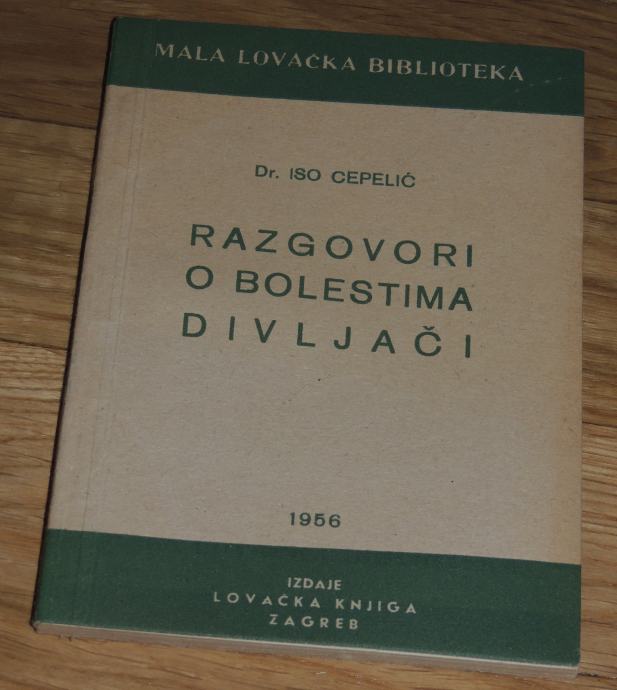 MALA LOVAČKA BIBLIOTEKA
Dr. ISO CEPELIĆ
RAZGOVORI
O BOLESTIMA
DIVLJAČI
1956
IZDAJE
LOVAČKA KNJIGA
ZAGREB